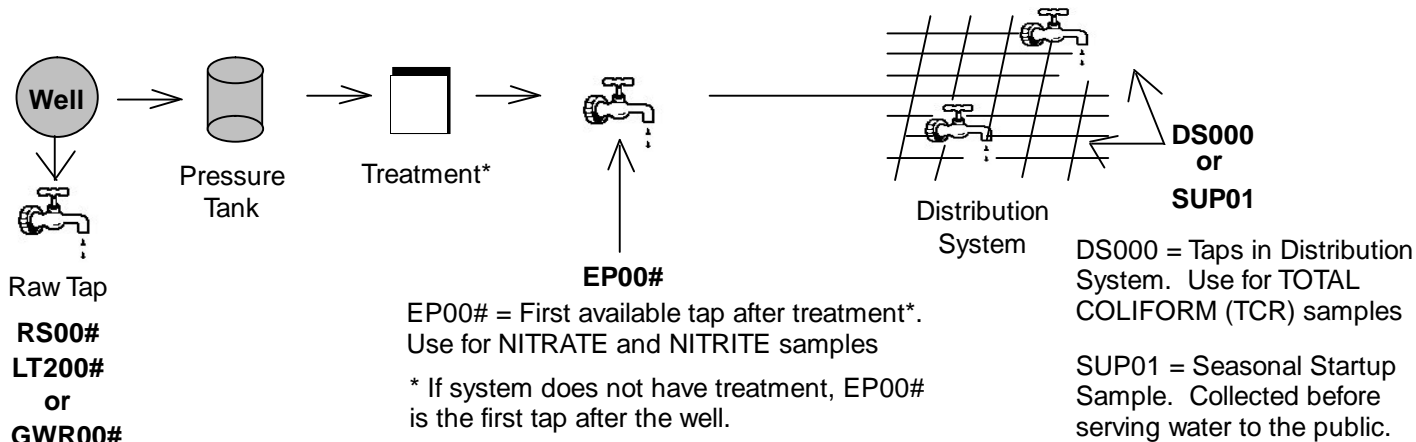 Well
Pressure
Tank
Treatment*
Distribution
System
Raw Tap
RS00#
LT200#
or
GWR00#
EP00#
EP00# = First available tap after treatment*.
Use for NITRATE and NITRITE samples
* If system does not have treatment, EP00#
is the first tap after the well.
DS000
or
SUP01
DS000 = Taps in Distribution
System.  Use for TOTAL
COLIFORM (TCR) samples
SUP01 = Seasonal Startup
Sample.  Collected before
serving water to the public.